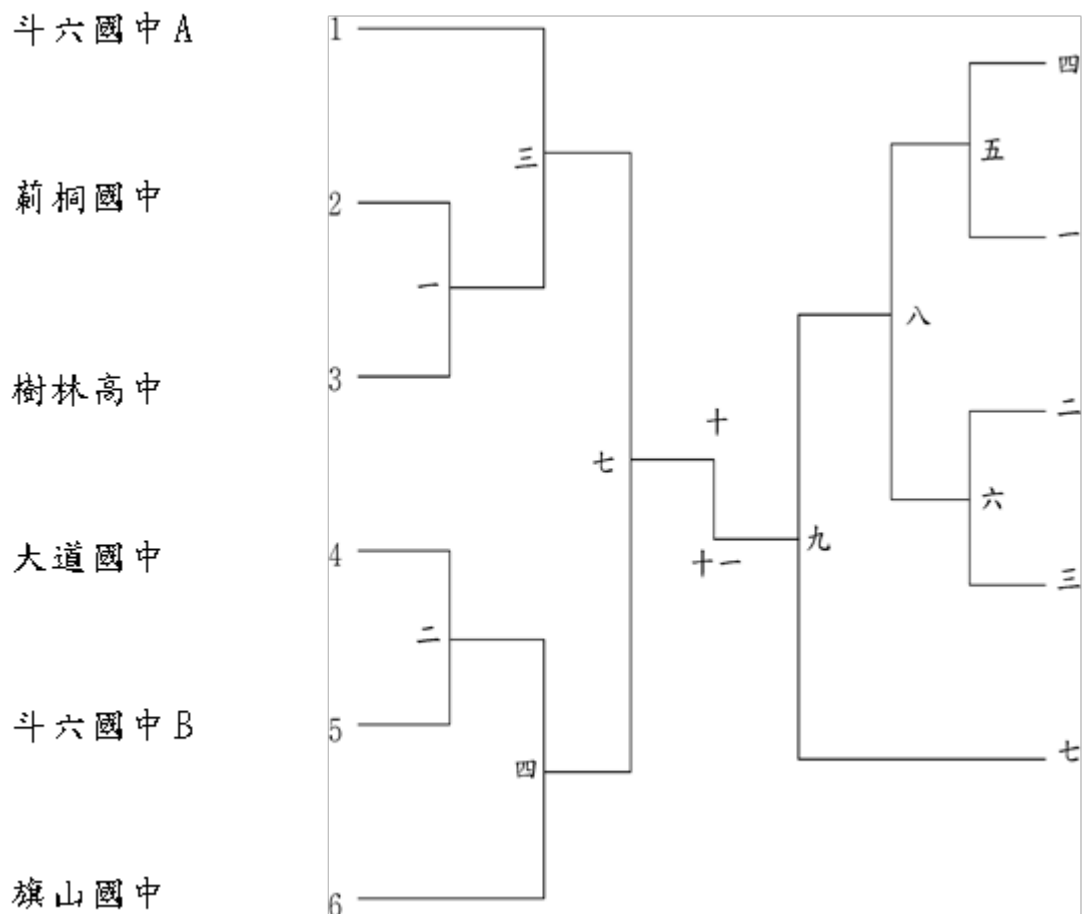 斗六國中A
1
四
三
五
莿桐國中
2
一
一
八
樹林高中
3
二
十
七
六
大道國中
4
十一
九
三
二
斗六國中B
5
四
七
旗山國中
6